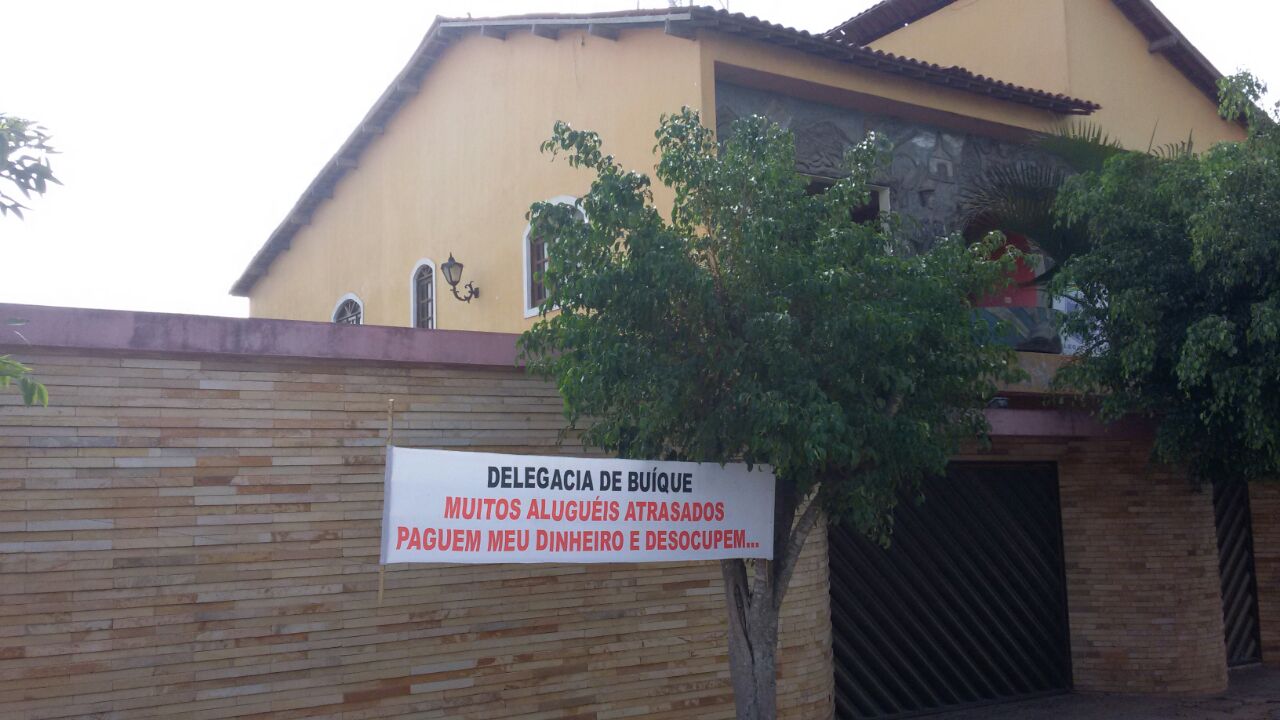 DELEGACIA DE BUÍQUE
MUITOS ALUGUÉIS ATRASADOS
PAGUEM MEU DINHEIRO E DESOCUPEM...